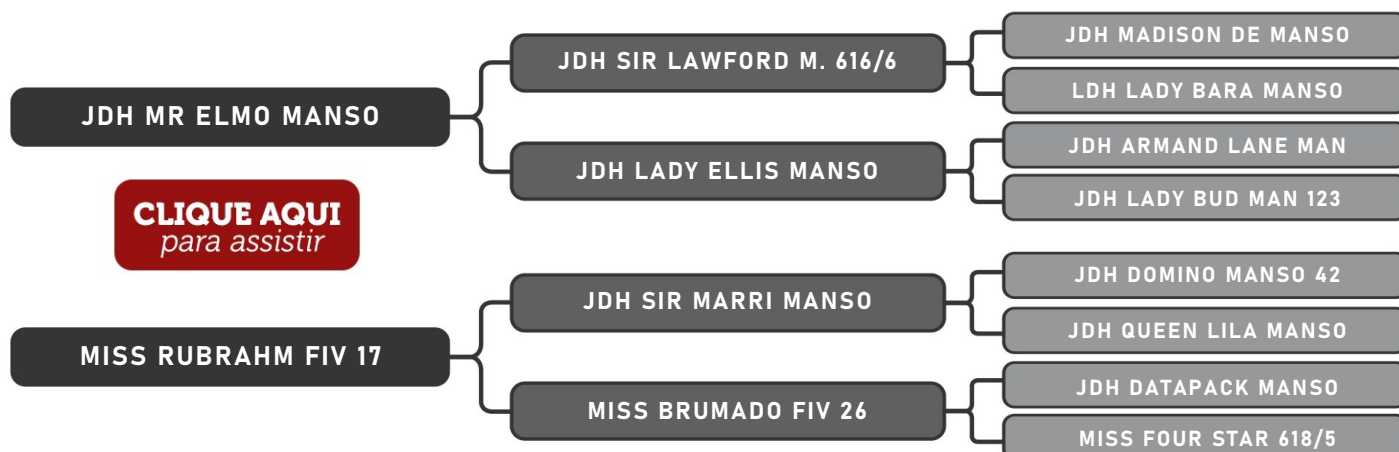 JDH MR ELMO MANSO
JDH SIR LAWFORD M. 616/6
JDH MADISON DE MANSO
LDH LADY BARA MANSO
JDH LADY ELLIS MANSO
JDH ARMAND LANE MAN
JDH LADY BUD MAN 123
CLIQUE AQUI
para assistir
MISS RUBRAHM FIV 17
JDH SIR MARRI MANSO
JDH DOMINO MANSO 42
JDH QUEEN LILA MANSO
MISS BRUMADO FIV 26
JDH DATAPACK MANSO
MISS FOUR STAR 618/5